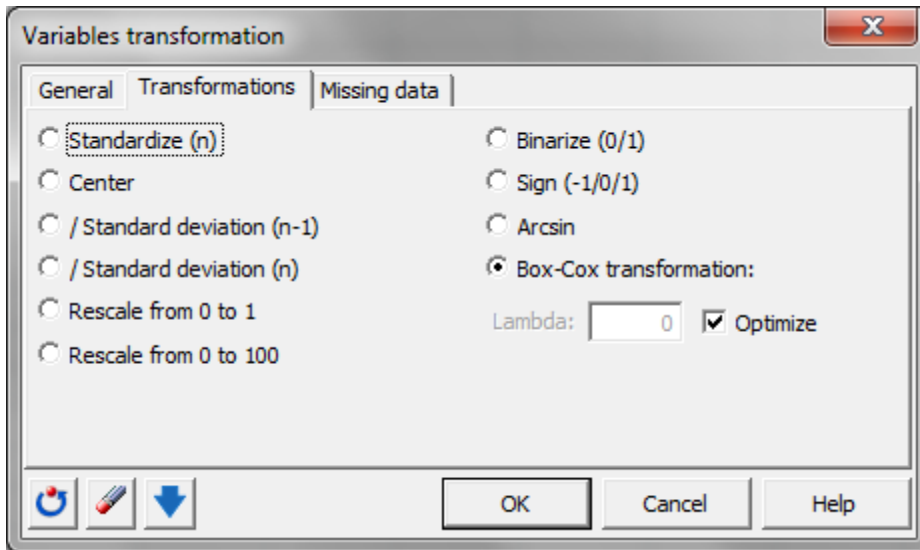 Variables transformation
General Transformations Missing data
Standardize (n)
Center
/ Standard deviation (n-1)
/ Standard deviation (n)
Rescale from 0 to 1
Rescale from 0 to 100
Binarize (0/1)
Sign (-1/0/1)
Arcsin
Box-Cox transformation:
Lambda: 0 Optimize
OK Cancel Help